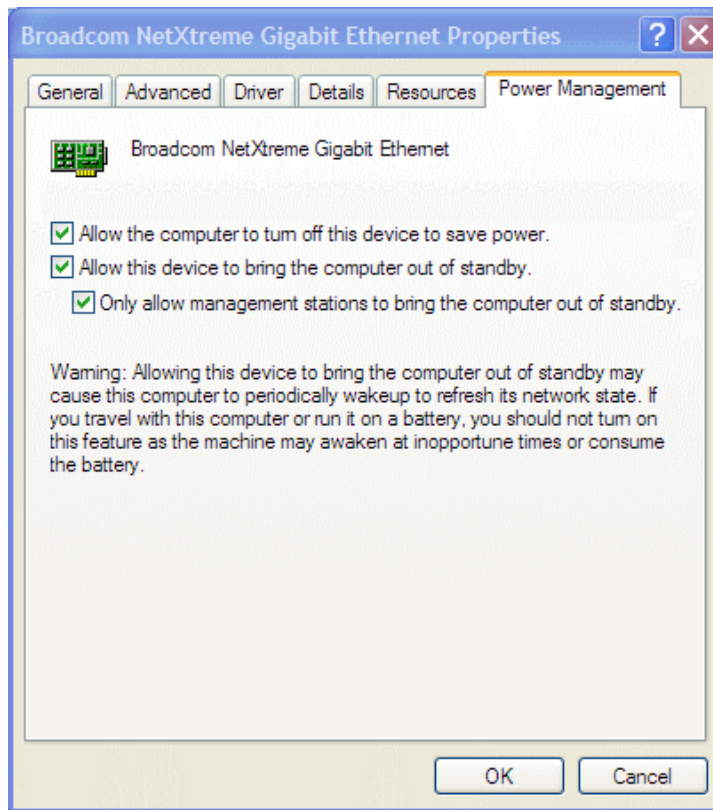 Broadcom NetXtreme Gigabit Ethernet Properties
General Advanced Driver Details Resources Power Management
Broadcom NetXtreme Gigabit Ethernet
Allow the computer to turn off this device to save power.
Allow this device to bring the computer out of standby.
Only allow management stations to bring the computer out of standby.
Warning: Allowing this device to bring the computer out of standby may
cause this computer to periodically wakeup to refresh its network state. If
you travel with this computer or run it on a battery, you should not turn on
this feature as the machine may awaken at inopportune times or consume
the battery.
OK Cancel